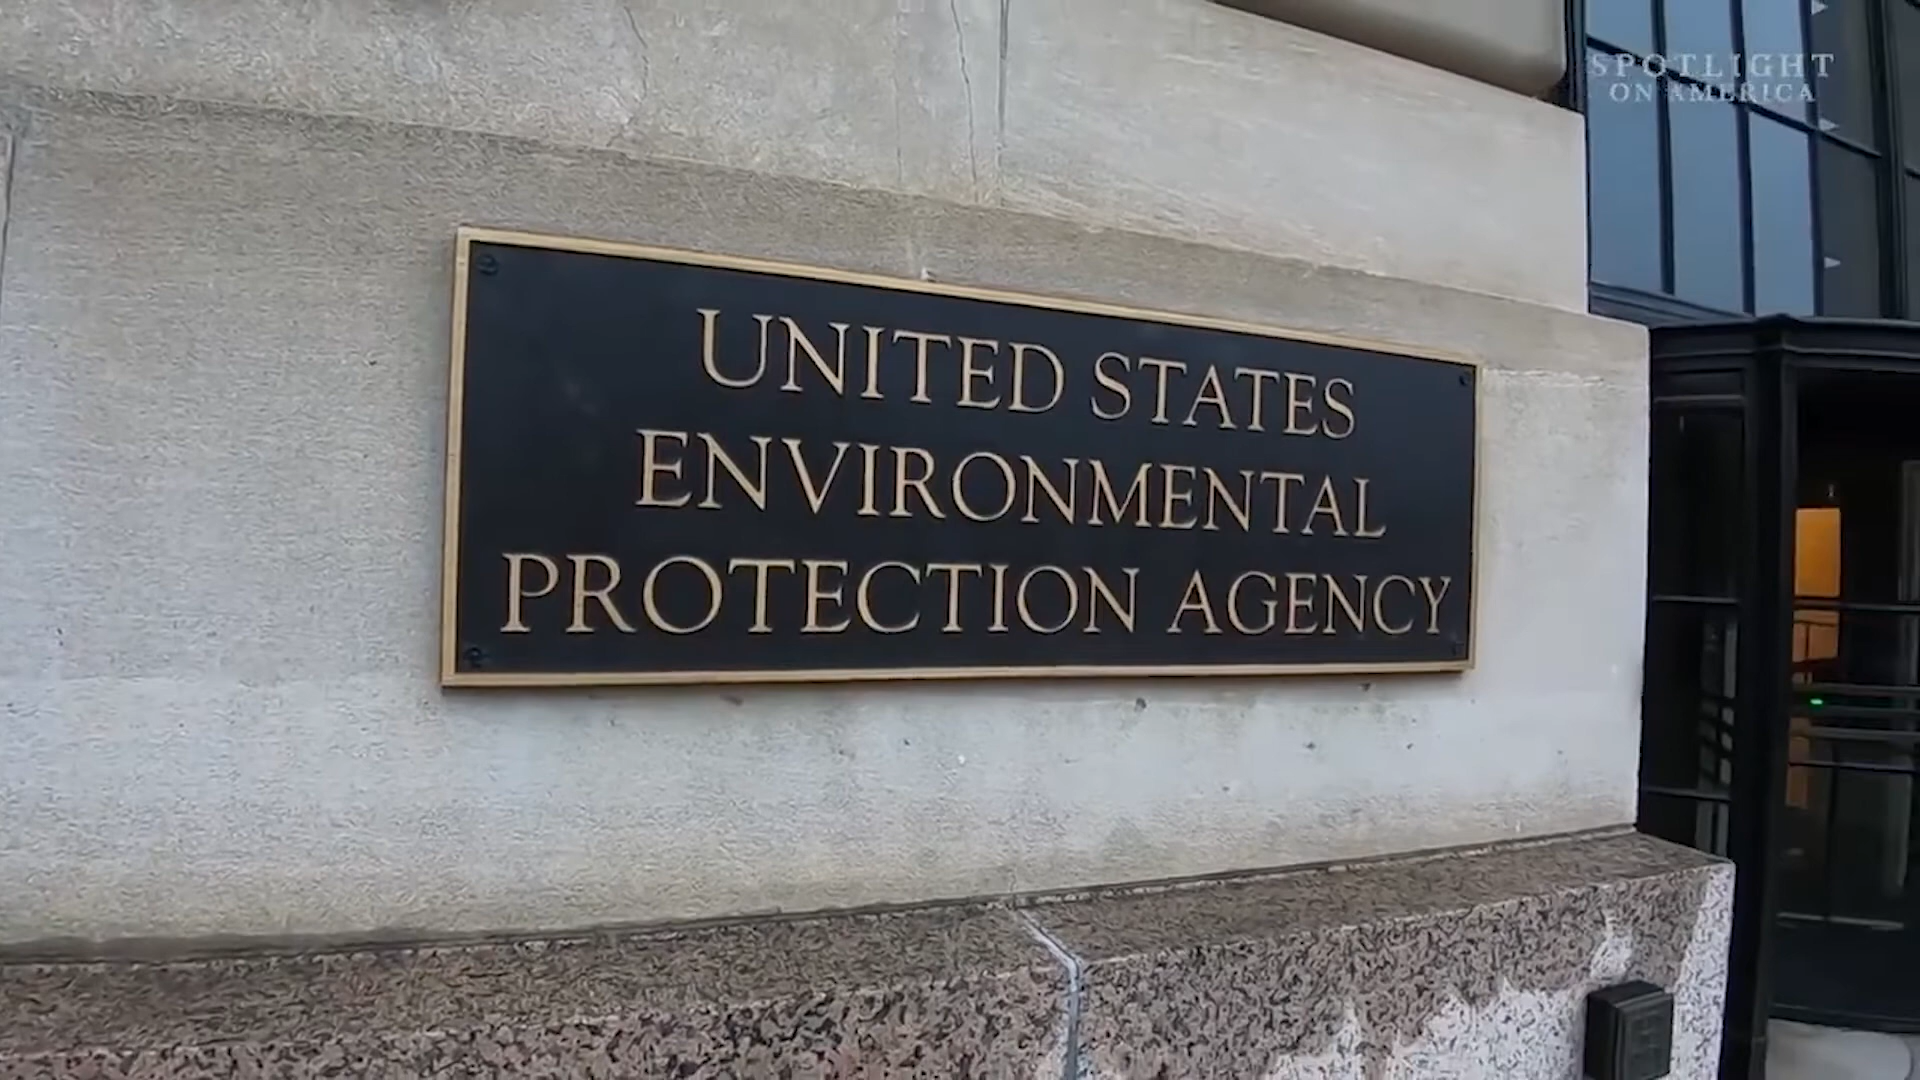 SPOTLIGHT
ON AMERICA
UNITED STATES
ENVIRONMENTAL
PROTECTION AGENCY